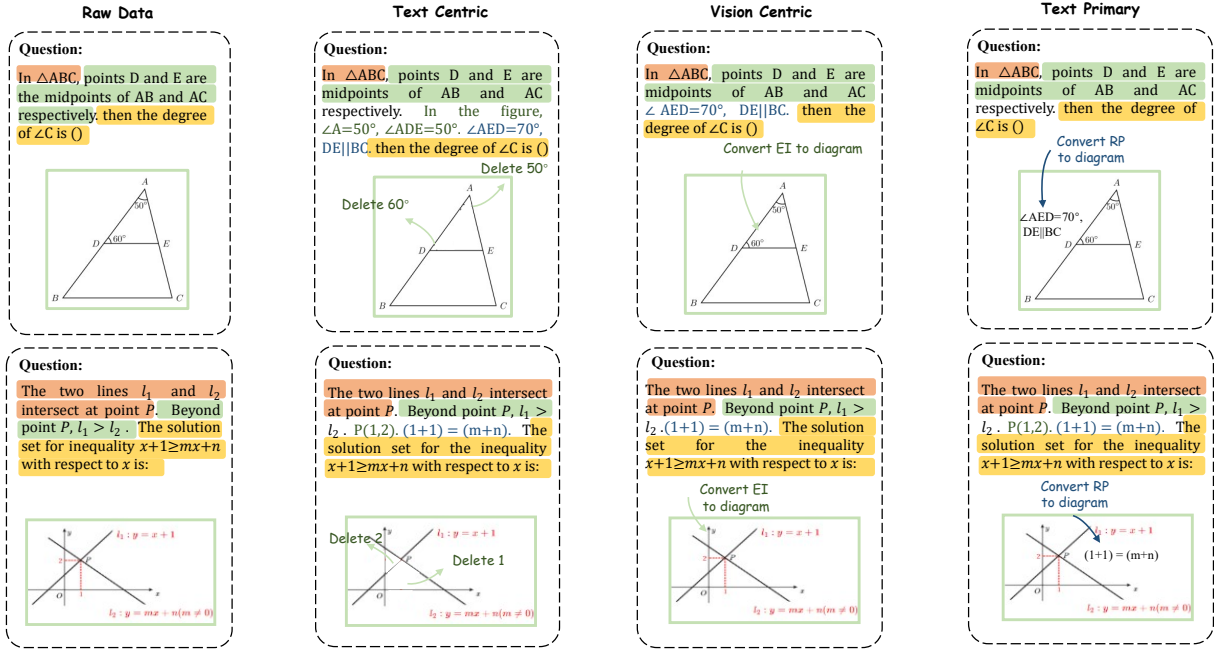 Raw Data
Text Centric
Vision Centric
Text Primary
Question:
In △ABC, points D and E are
the midpoints of AB and AC
respectively. then the degree
of ∠C is ()
A
50°
D
60°
E
B
C
Question:
In △ABC, points D and E are
midpoints of AB and AC
respectively. In the figure,
∠A=50°, ∠ADE=50°. ∠AED=70°,
DE||BC. then the degree of ∠C is ()
Delete 50°
Delete 60°
A
D
E
B
C
Question:
In △ABC, points D and E are
midpoints of AB and AC
∠ AED=70°, DE||BC. then the
degree of ∠C is ()
Convert EI to diagram
A
50°
D
60°
E
B
C
Question:
In △ABC, points D and E are
midpoints of AB and AC
respectively. then the degree of
∠C is ()
Convert RP
to diagram
A
50°
∠AED=70°,
DE||BC
D
60°
E
B
C
Question:
The two lines l₁ and l₂
intersect at point P. Beyond
point P, l₁ > l₂ . The solution
set for inequality x+1≥mx+n
with respect to x is:
y
l₁ : y = x + 1
2
P
O
1
x
l₂ : y = mx + n(m ≠ 0)
Question:
The two lines l₁ and l₂ intersect
at point P. Beyond point P, l₁ >
l₂ . P(1,2). (1+1) = (m+n). The
solution set for the inequality
x+1≥mx+n with respect to x is:
y
l₁ : y = x + 1
Delete 2
P
Delete 1
O
x
l₂ : y = mx + n(m ≠ 0)
Question:
The two lines l₁ and l₂ intersect
at point P. Beyond point P, l₁ >
l₂ .(1+1) = (m+n). The solution
set for the inequality
x+1≥mx+n with respect to x is:
Convert EI
to diagram
y
l₁ : y = x + 1
2
P
O
1
x
l₂ : y = mx + n(m ≠ 0)
Question:
The two lines l₁ and l₂ intersect
at point P. Beyond point P, l₁ >
l₂ . P(1,2). (1+1) = (m+n). The
solution set for the inequality
x+1≥mx+n with respect to x is:
Convert RP
to diagram
y
l₁ : y = x + 1
2
P
(1+1) = (m+n)
O
1
x
l₂ : y = mx + n(m ≠ 0)